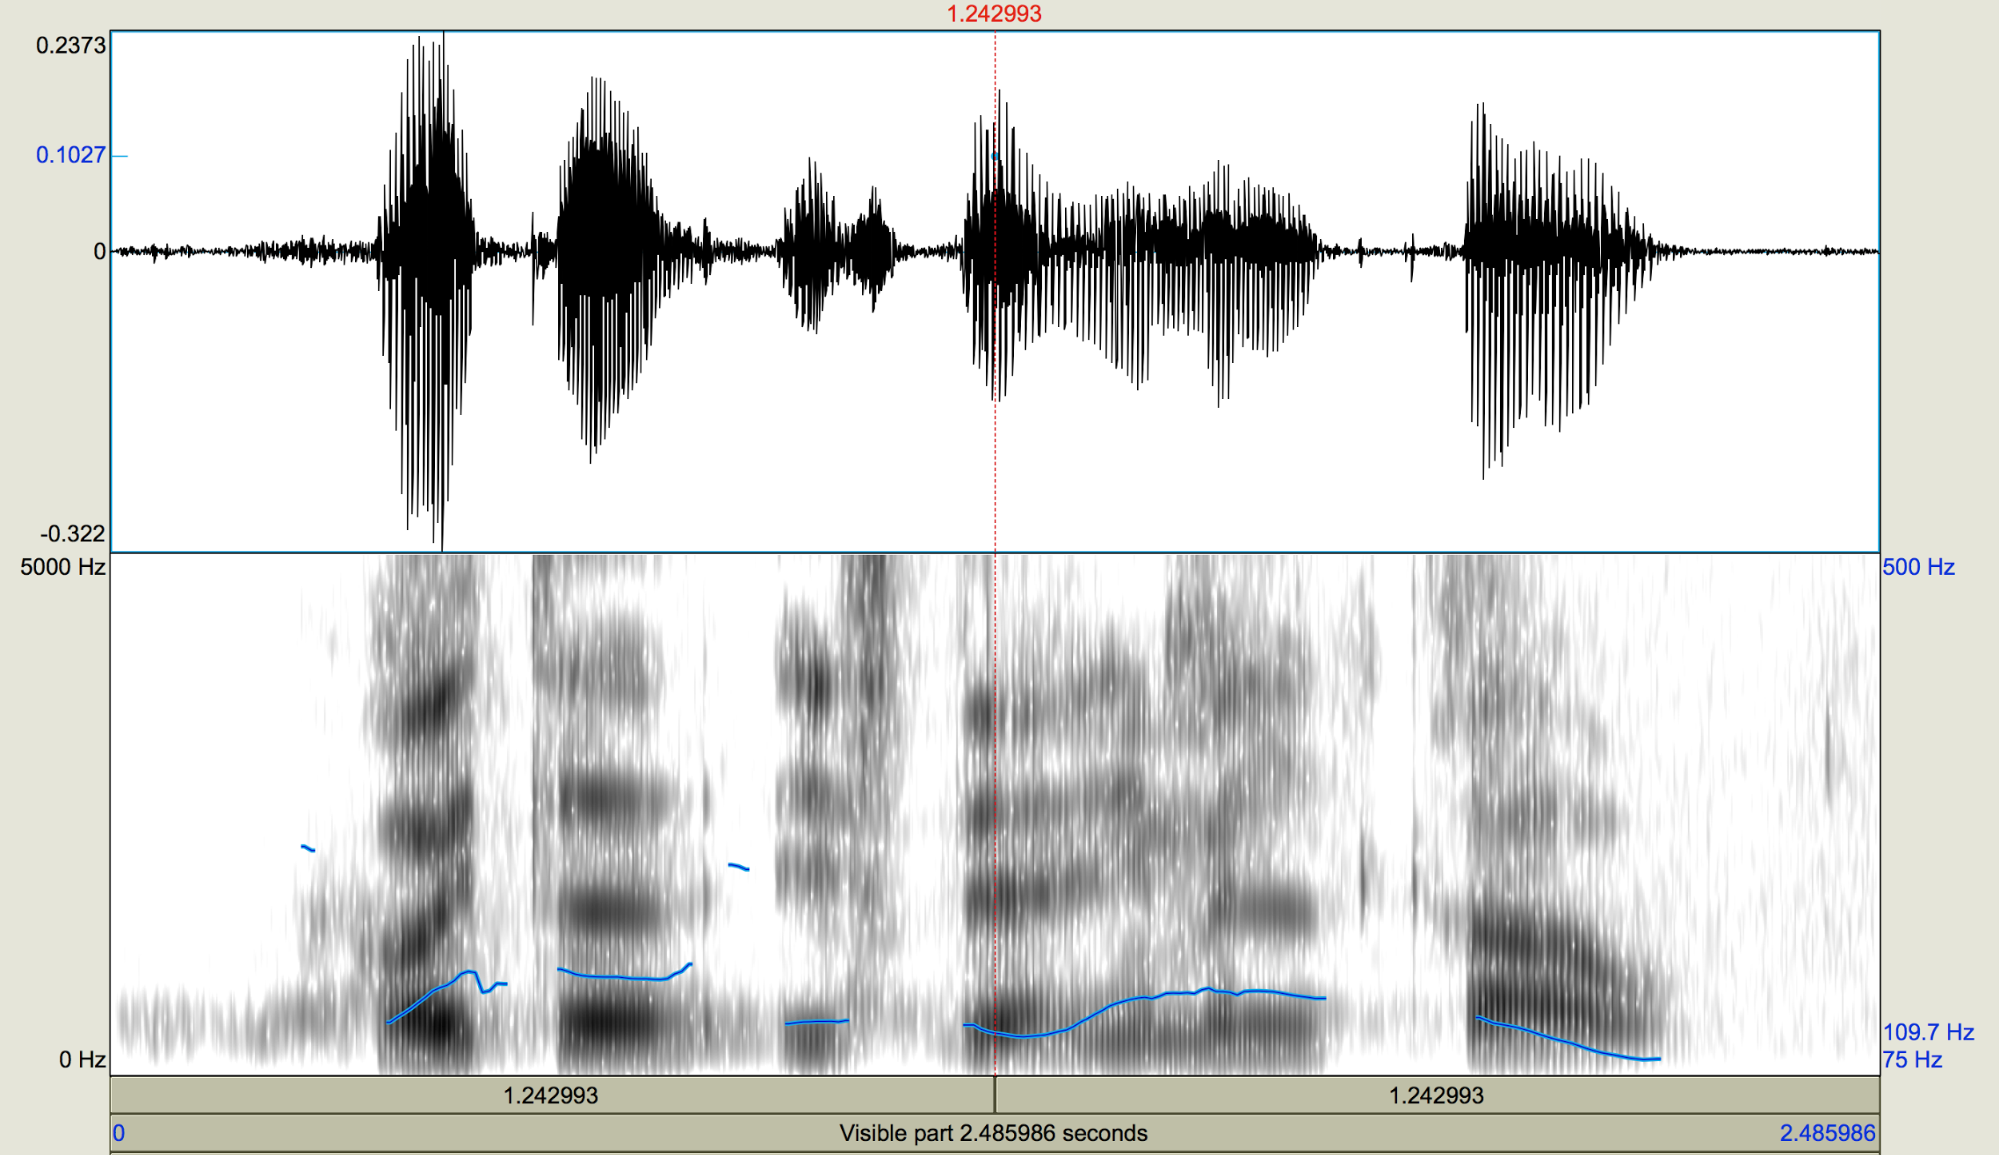 1.242993
0.2373
0.1027
0
-0.322
5000 Hz
500 Hz
109.7 Hz
0 Hz
75 Hz
1.242993
1.242993
0
Visible part 2.485986 seconds
2.485986